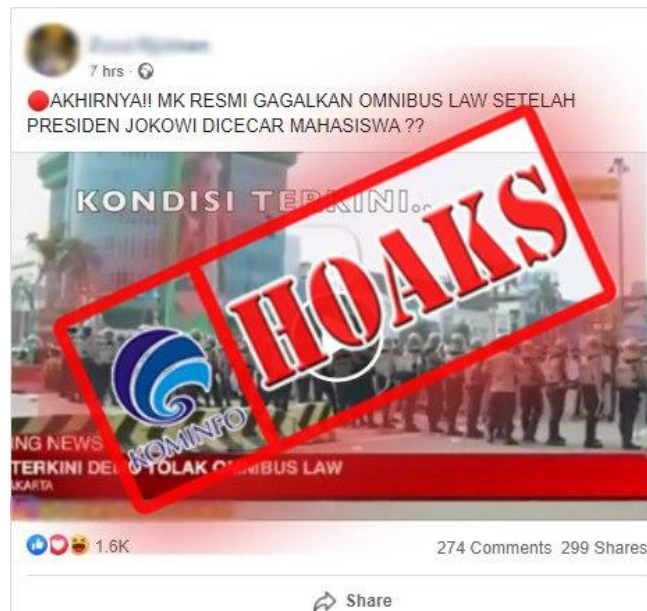 7 hrs
🔴AKHIRNYA!! MK RESMI GAGALKAN OMNIBUS LAW SETELAH
PRESIDEN JOKOWI DICECAR MAHASISWA ??
KONDISI TERKINI..
HOAKS
KOMINFO
ING NEWS
TERKINI DEMO TOLAK OMNIBUS LAW
AKARTA
1.6K
274 Comments 299 Shares
Share